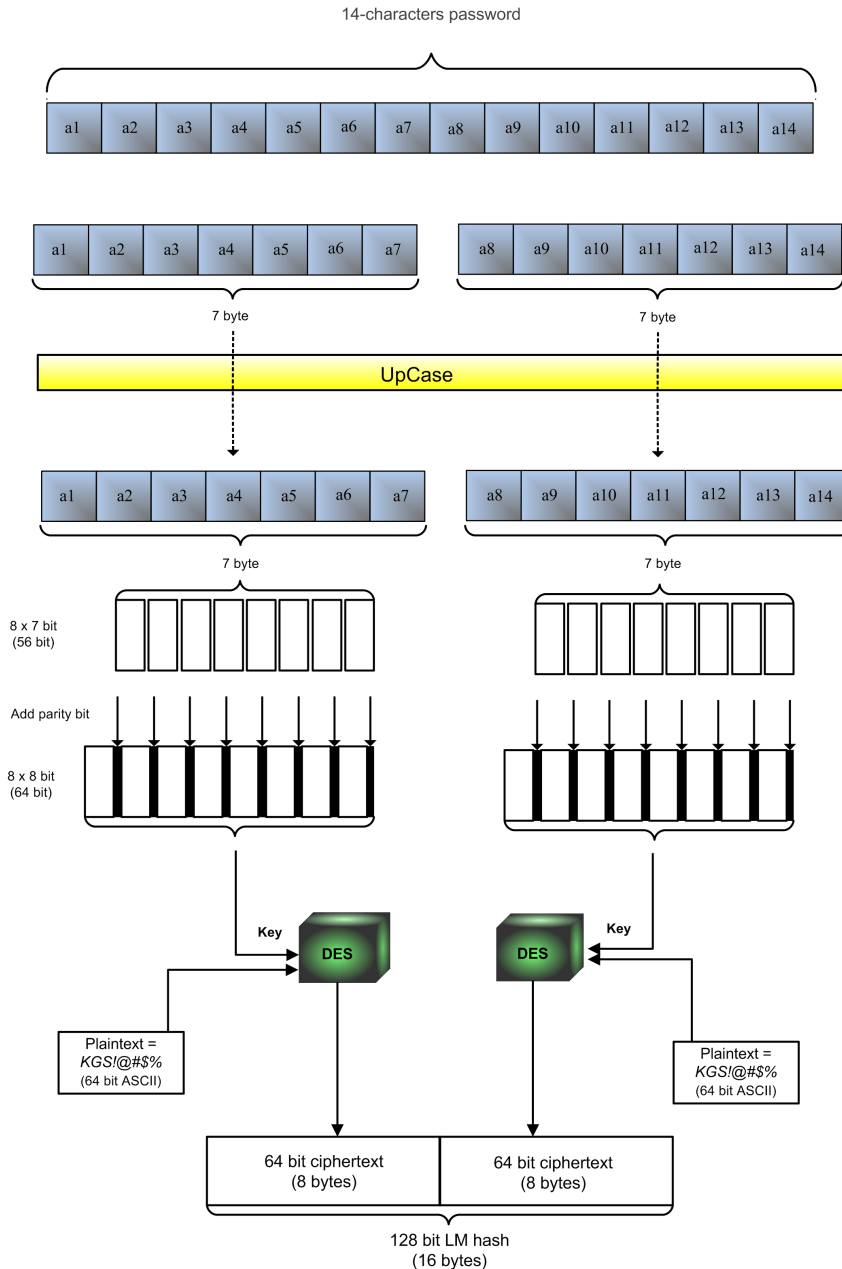 14-characters password
a1 a2 a3 a4 a5 a6 a7 a8 a9 a10 a11 a12 a13 a14
a1 a2 a3 a4 a5 a6 a7
a8 a9 a10 a11 a12 a13 a14
7 byte
7 byte
UpCase
a1 a2 a3 a4 a5 a6 a7
a8 a9 a10 a11 a12 a13 a14
7 byte
7 byte
8 x 7 bit
(56 bit)
Add parity bit
8 x 8 bit
(64 bit)
Key
DES
DES
Key
Plaintext =
KGS!@#$%
(64 bit ASCII)
Plaintext =
KGS!@#$%
(64 bit ASCII)
64 bit ciphertext
(8 bytes)
64 bit ciphertext
(8 bytes)
128 bit LM hash
(16 bytes)